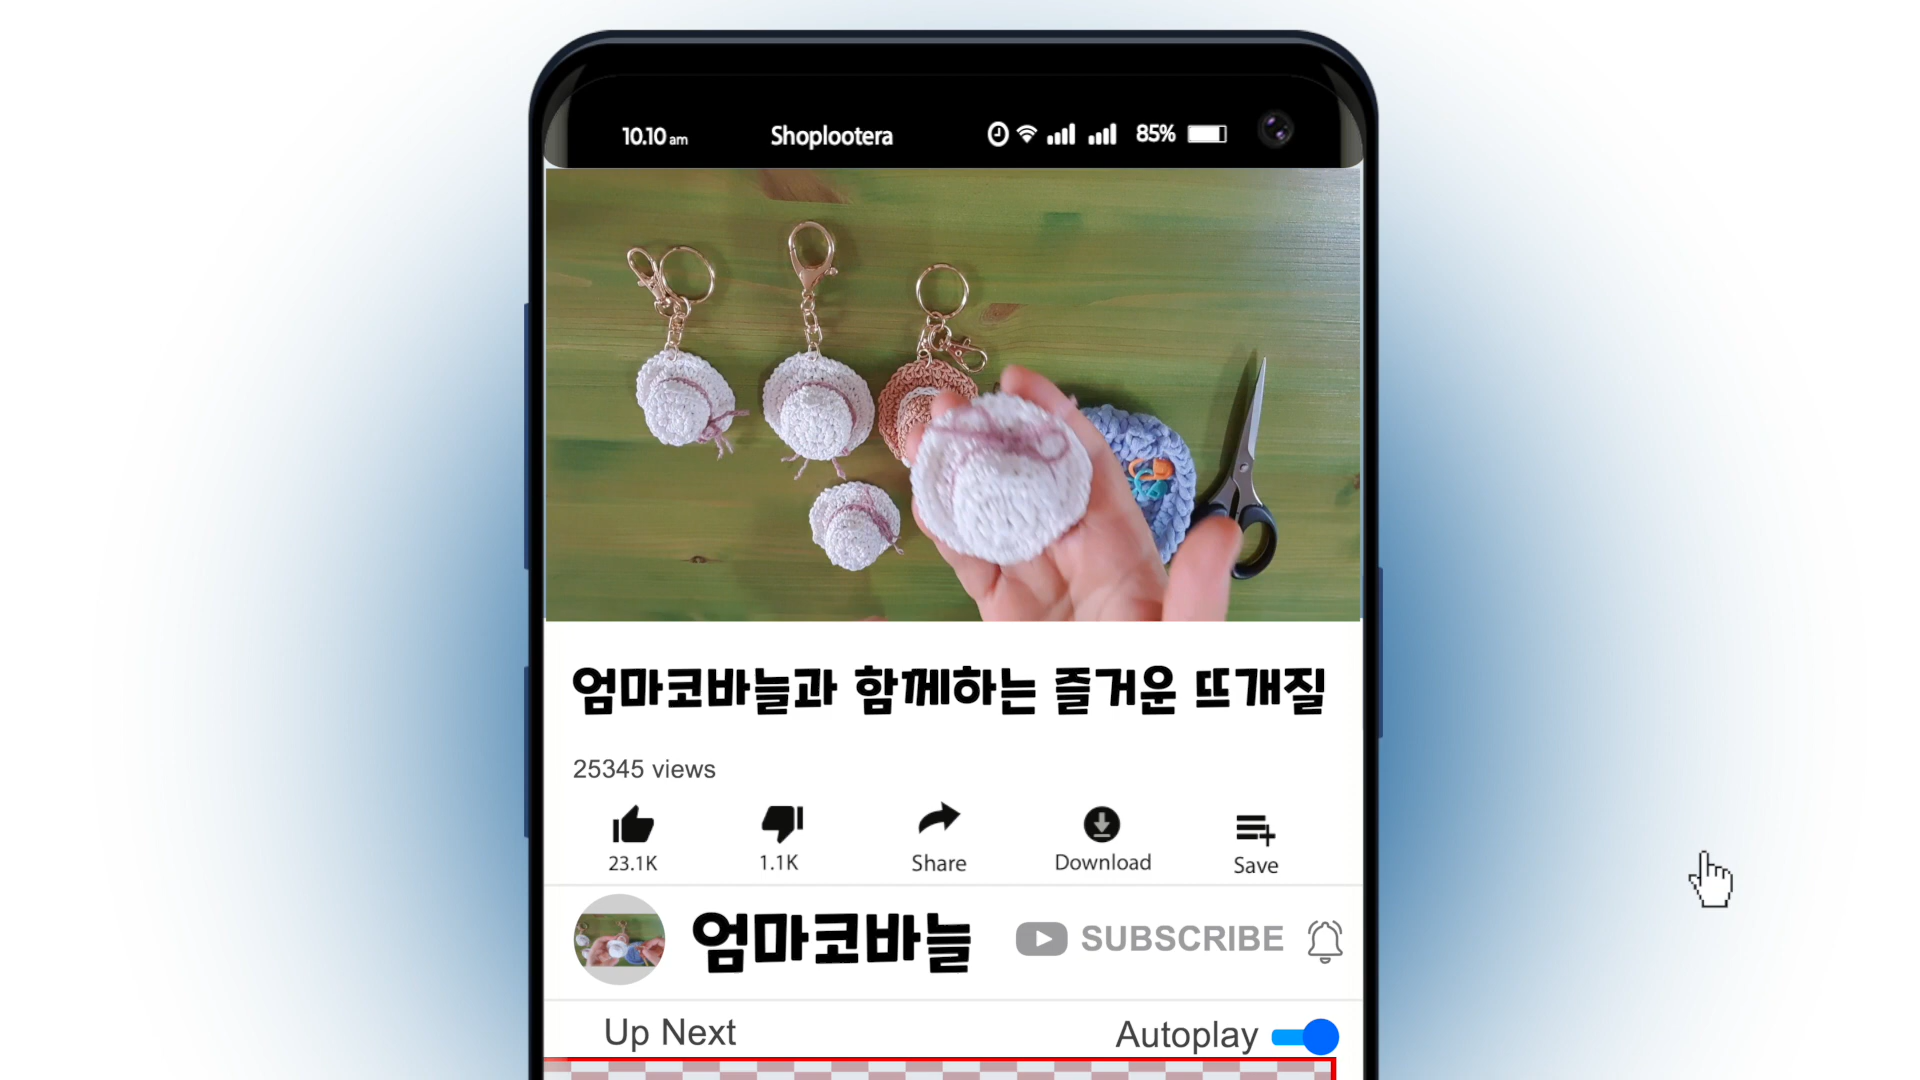 10.10 am Shoplootera 85%
엄마코바늘과 함께하는 즐거운 뜨개질
25345 views
23.1K 1.1K Share Download Save
엄마코바늘 SUBSCRIBE
Up Next Autoplay